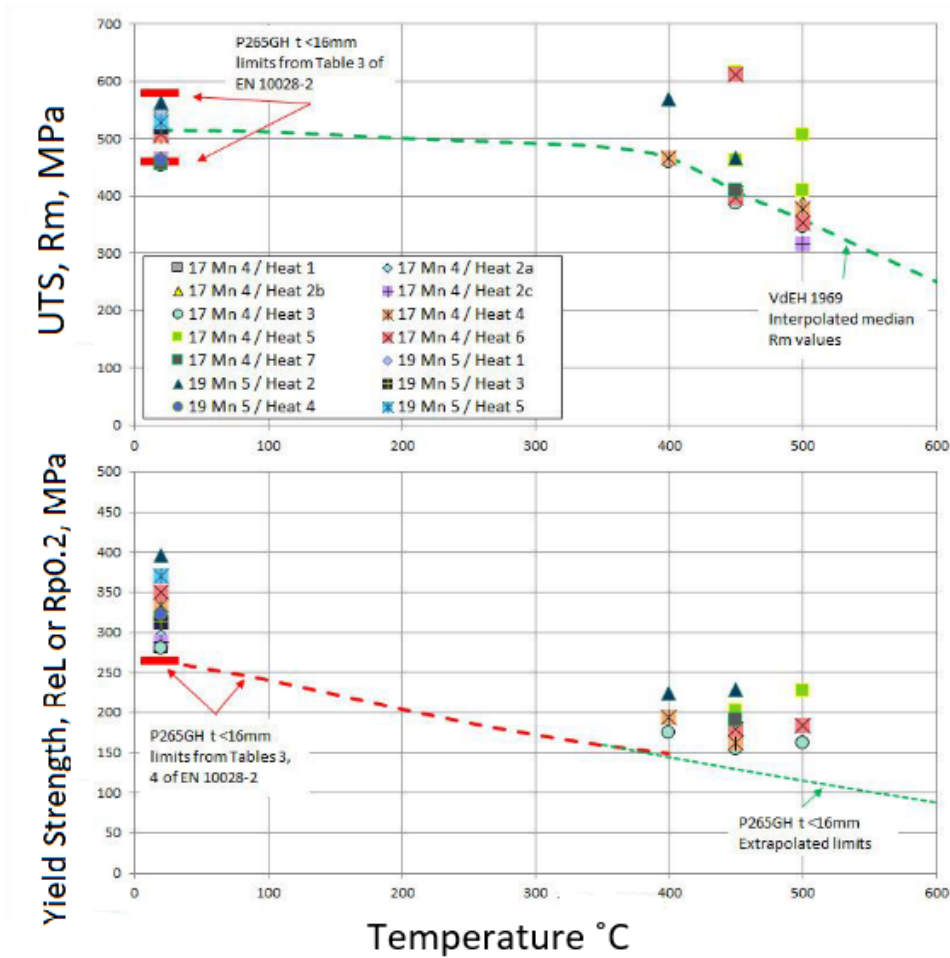 UTS, Rm, MPa
700
600
500
400
300
200
100
0
P265GH t <16mm
limits from Table 3 of
EN 10028-2
17 Mn 4 / Heat 1
17 Mn 4 / Heat 2a
17 Mn 4 / Heat 2b
17 Mn 4 / Heat 2c
17 Mn 4 / Heat 3
17 Mn 4 / Heat 4
17 Mn 4 / Heat 5
17 Mn 4 / Heat 6
17 Mn 4 / Heat 7
19 Mn 5 / Heat 1
19 Mn 5 / Heat 2
19 Mn 5 / Heat 3
19 Mn 5 / Heat 4
19 Mn 5 / Heat 5
VdEH 1969
Interpolated median
Rm values
0 100 200 300 400 500 600
Yield Strength, ReL or Rp0.2, MPa
500
450
400
350
300
250
200
150
100
50
0
P265GH t <16mm
limits from Tables 3,
4 of EN 10028-2
P265GH t <16mm
Extrapolated limits
0 100 200 300 400 500 600
Temperature ˚C